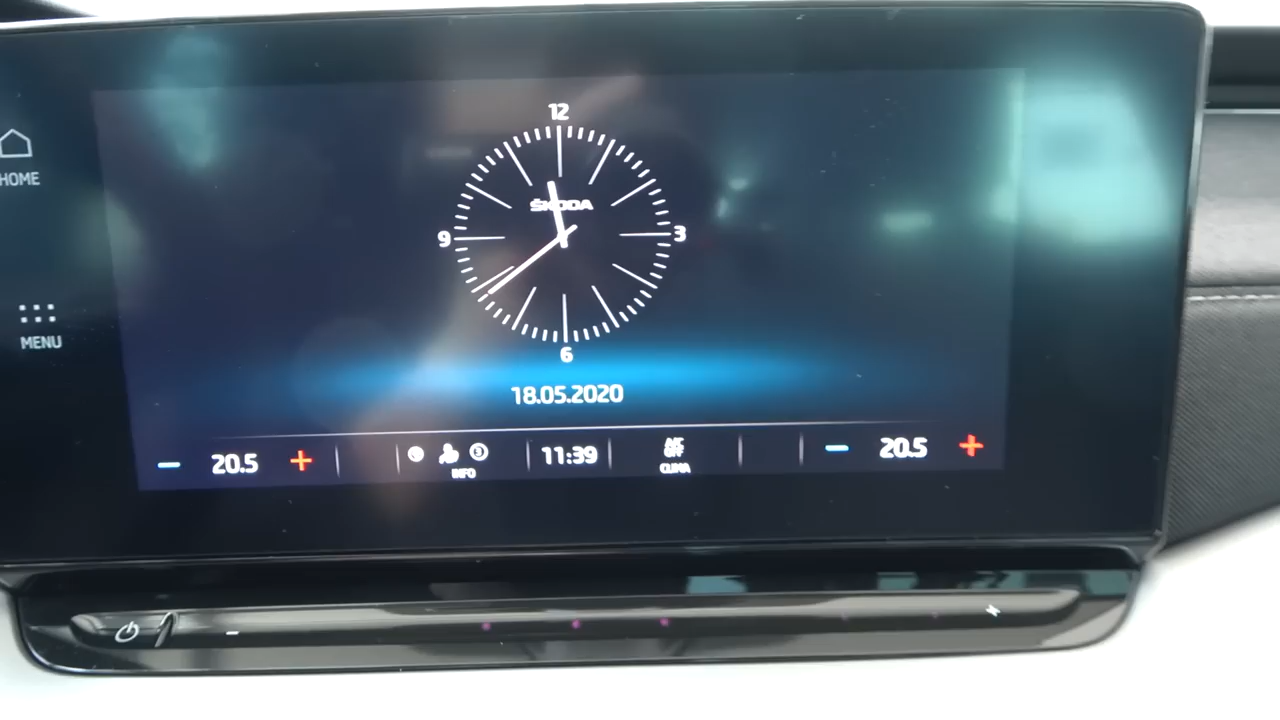 HOME
MENU
12
ŠKODA
9
3
6
18.05.2020
20.5
INFO
11:39
A/C
OFF
CLIMA
20.5